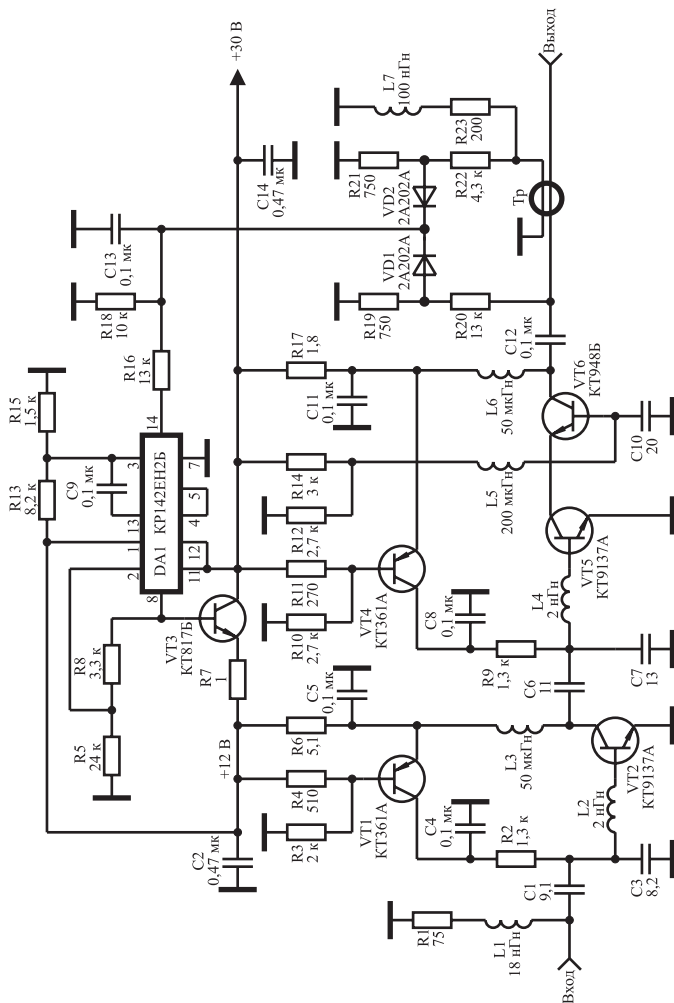 R15
1,5 к
R13
8,2 к
C9
0,1 мк
R5
24 к
R8
3,3 к
2
1
13
3
8
DA1
КР142ЕН2Б
14
11
12
4
5
7
R16
13 к
R18
10 к
C13
0,1 мк
VT3
КТ817Б
C2
0,47 мк
+12 В
R7
1
+30 В
C14
0,47 мк
R3
2 к
R4
510
R6
5,1
C5
0,1 мк
R10
2,7 к
R11
270
R12
2,7 к
R14
3 к
R17
1,8
C11
0,1 мк
R19
750
VD1
2А202А
VD2
2А202А
R21
750
L7
100 нГн
VT1
КТ361А
VT4
КТ361А
R20
13 к
R22
4,3 к
R23
200
R1
75
C4
0,1 мк
R2
1,3 к
L3
50 мкГн
C8
0,1 мк
R9
1,3 к
L5
200 мкГн
L6
50 мкГн
C12
0,1 мк
Тр
L1
18 нГн
C1
9,1
L2
2 нГн
C6
11
L4
2 нГн
VT6
КТ948Б
Вход
C3
8,2
VT2
КТ9137А
C7
13
VT5
КТ9137А
C10
20
Выход